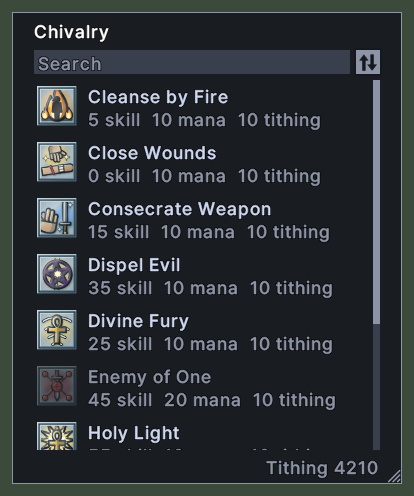 Chivalry
Search
Cleanse by Fire
5 skill 10 mana 10 tithing
Close Wounds
0 skill 10 mana 10 tithing
Consecrate Weapon
15 skill 10 mana 10 tithing
Dispel Evil
35 skill 10 mana 10 tithing
Divine Fury
25 skill 10 mana 10 tithing
Enemy of One
45 skill 20 mana 10 tithing
Holy Light
Tithing 4210